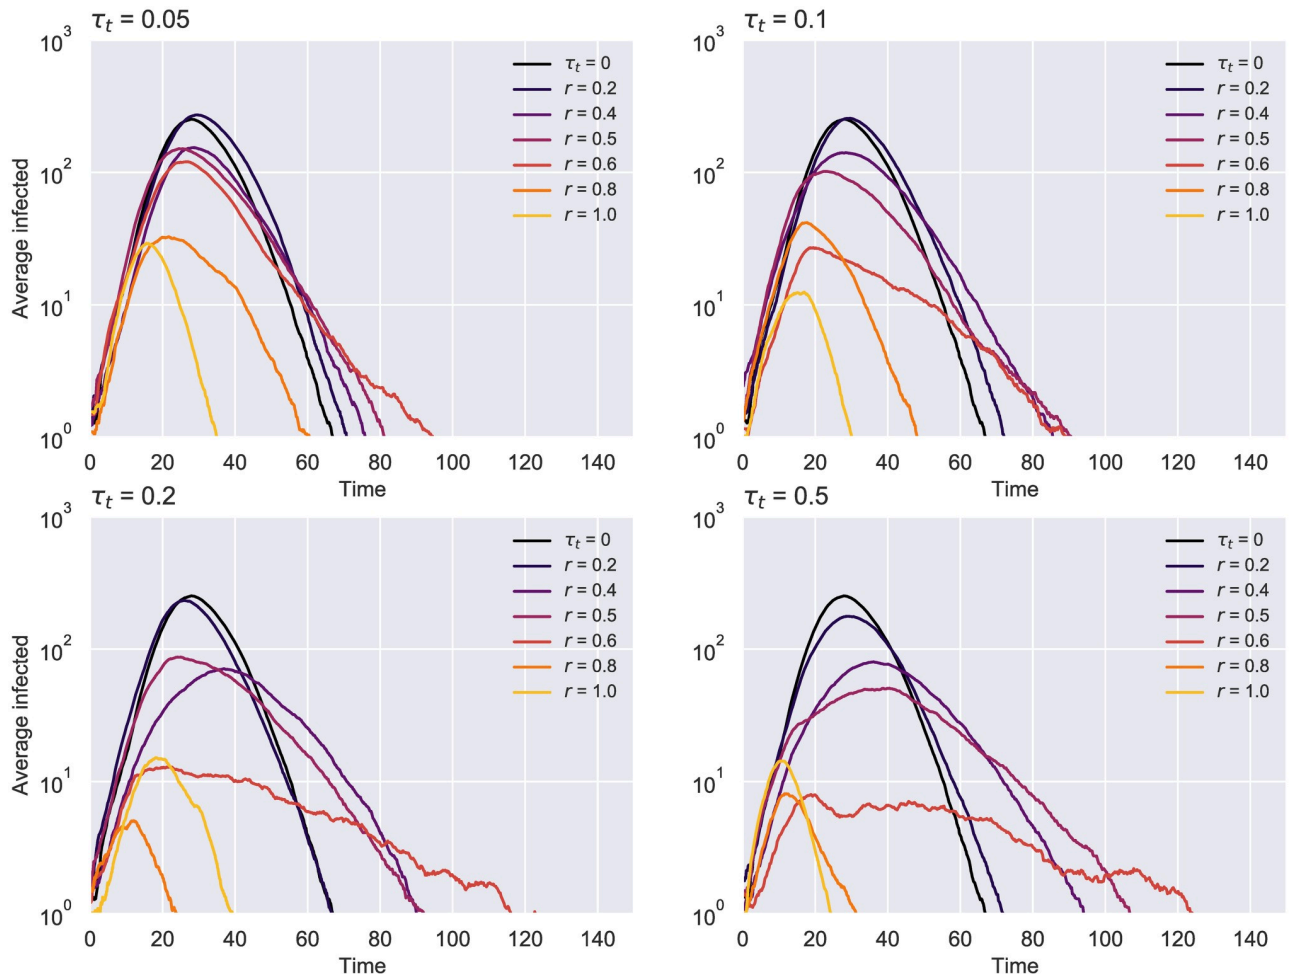 τt = 0.05
10³
10²
10¹
10⁰
Average infected
τt = 0
r = 0.2
r = 0.4
r = 0.5
r = 0.6
r = 0.8
r = 1.0
0 20 40 60 80 100 120 140
Time
τt = 0.1
10³
10²
10¹
10⁰
τt = 0
r = 0.2
r = 0.4
r = 0.5
r = 0.6
r = 0.8
r = 1.0
0 20 40 60 80 100 120 140
Time
τt = 0.2
10³
10²
10¹
10⁰
Average infected
τt = 0
r = 0.2
r = 0.4
r = 0.5
r = 0.6
r = 0.8
r = 1.0
0 20 40 60 80 100 120 140
Time
τt = 0.5
10³
10²
10¹
10⁰
τt = 0
r = 0.2
r = 0.4
r = 0.5
r = 0.6
r = 0.8
r = 1.0
0 20 40 60 80 100 120 140
Time